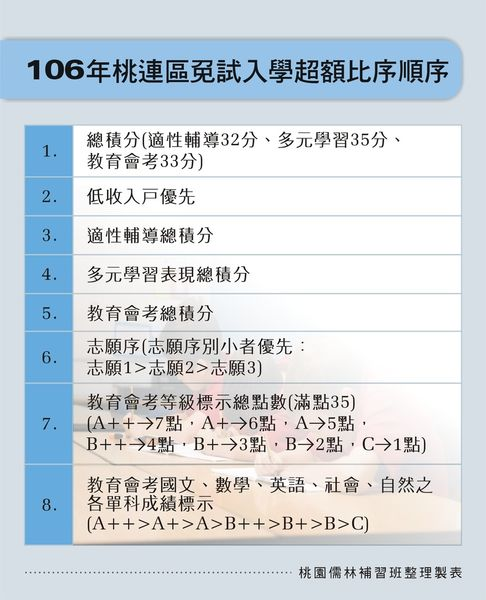 106年桃連區免試入學超額比序順序
1.
總積分(適性輔導32分、多元學習35分、
教育會考33分)
2.
低收入戶優先
3.
適性輔導總積分
4.
多元學習表現總積分
5.
教育會考總積分
6.
志願序(志願序別小者優先：
志願1>志願2>志願3)
7.
教育會考等級標示總點數(滿點35)
(A++→7點，A+→6點，A→5點，
B++→4點，B+→3點，B→2點，C→1點)
8.
教育會考國文、數學、英語、社會、自然之
各單科成績標示
(A++>A+>A>B++>B+>B>C)
桃園儒林補習班整理製表